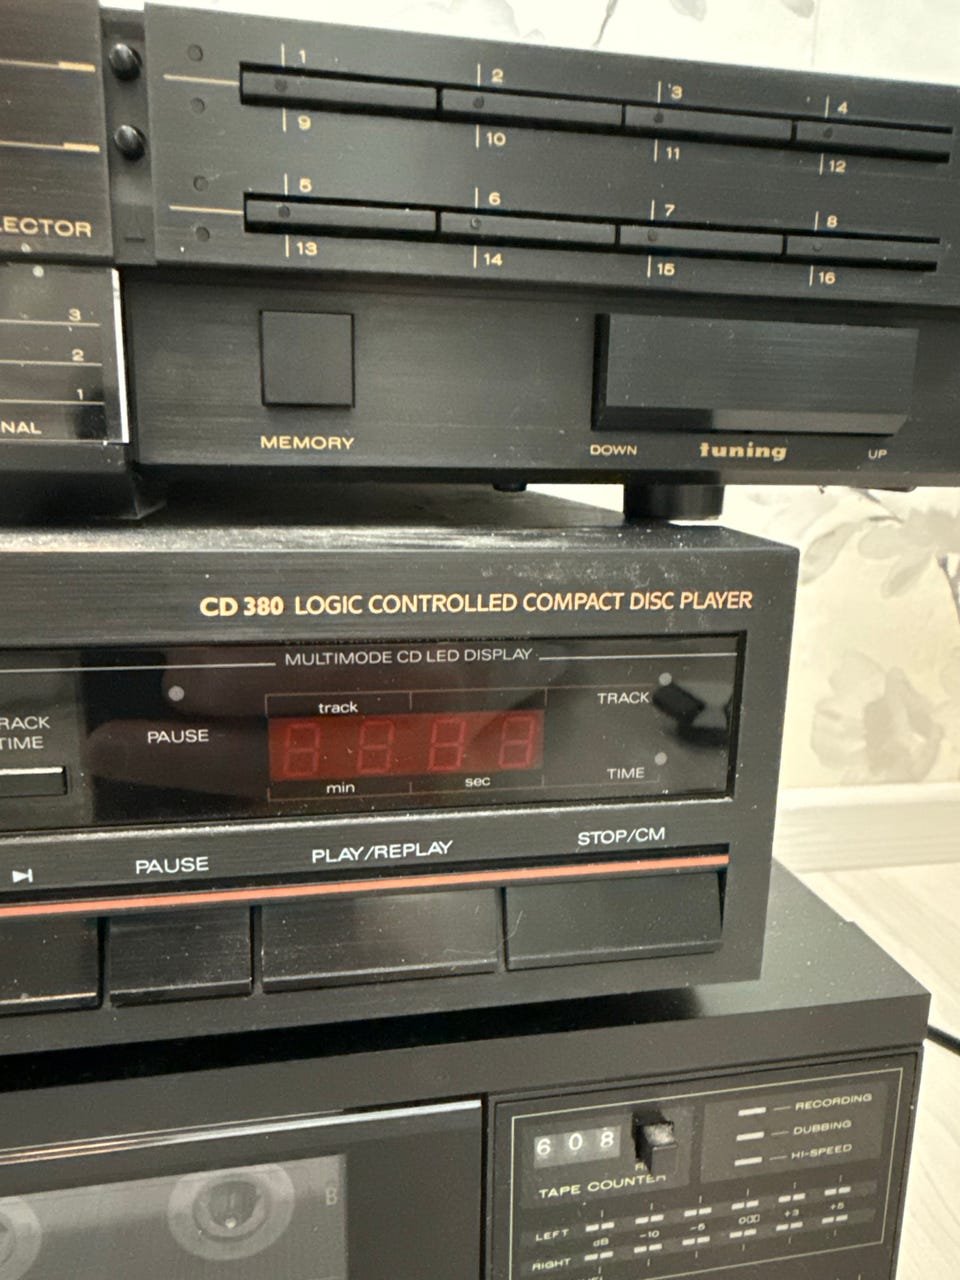 1 2 3 4
9 10 11 12
5 6 7 8
13 14 15 16
LECTOR
3
2
1
NAL
MEMORY
DOWN tuning UP
CD 380 LOGIC CONTROLLED COMPACT DISC PLAYER
MULTIMODE CD LED DISPLAY
track
TRACK
RACK
TIME
PAUSE
TIME
min sec
PAUSE PLAY/REPLAY STOP/CM
608
TAPE COUNTER
RECORDING
DUBBING
HI-SPEED
B
LEFT
dB -10 -5 +3 +5
RIGHT